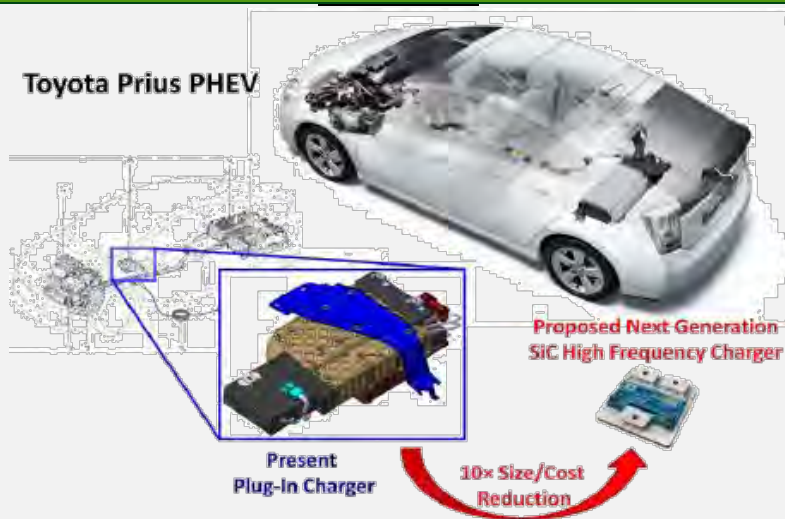 Toyota Prius PHEV
Proposed Next Generation
SiC High Frequency Charger
Present
Plug-In Charger
10× Size/Cost
Reduction